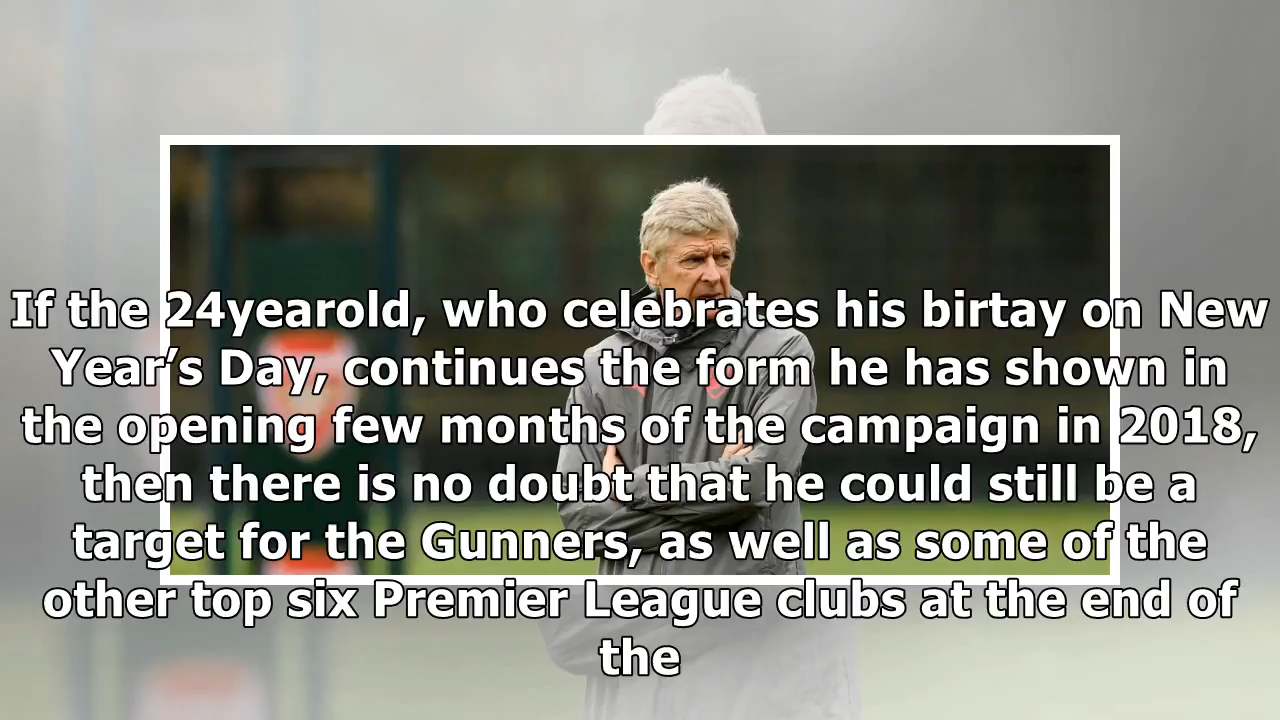 If the 24yearold, who celebrates his birtay on New
Year’s Day, continues the form he has shown in
the opening few months of the campaign in 2018,
then there is no doubt that he could still be a
target for the Gunners, as well as some of the
other top six Premier League clubs at the end of
the